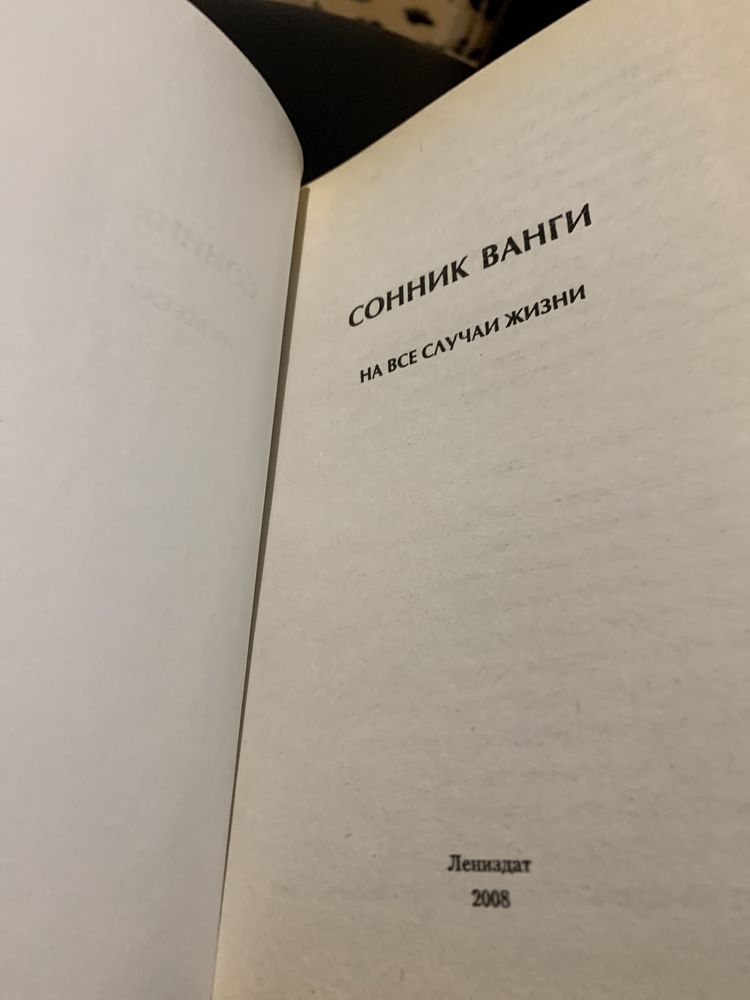 СОННИК ВАНГИ
НА ВСЕ СЛУЧАИ ЖИЗНИ
Лениздат
2008